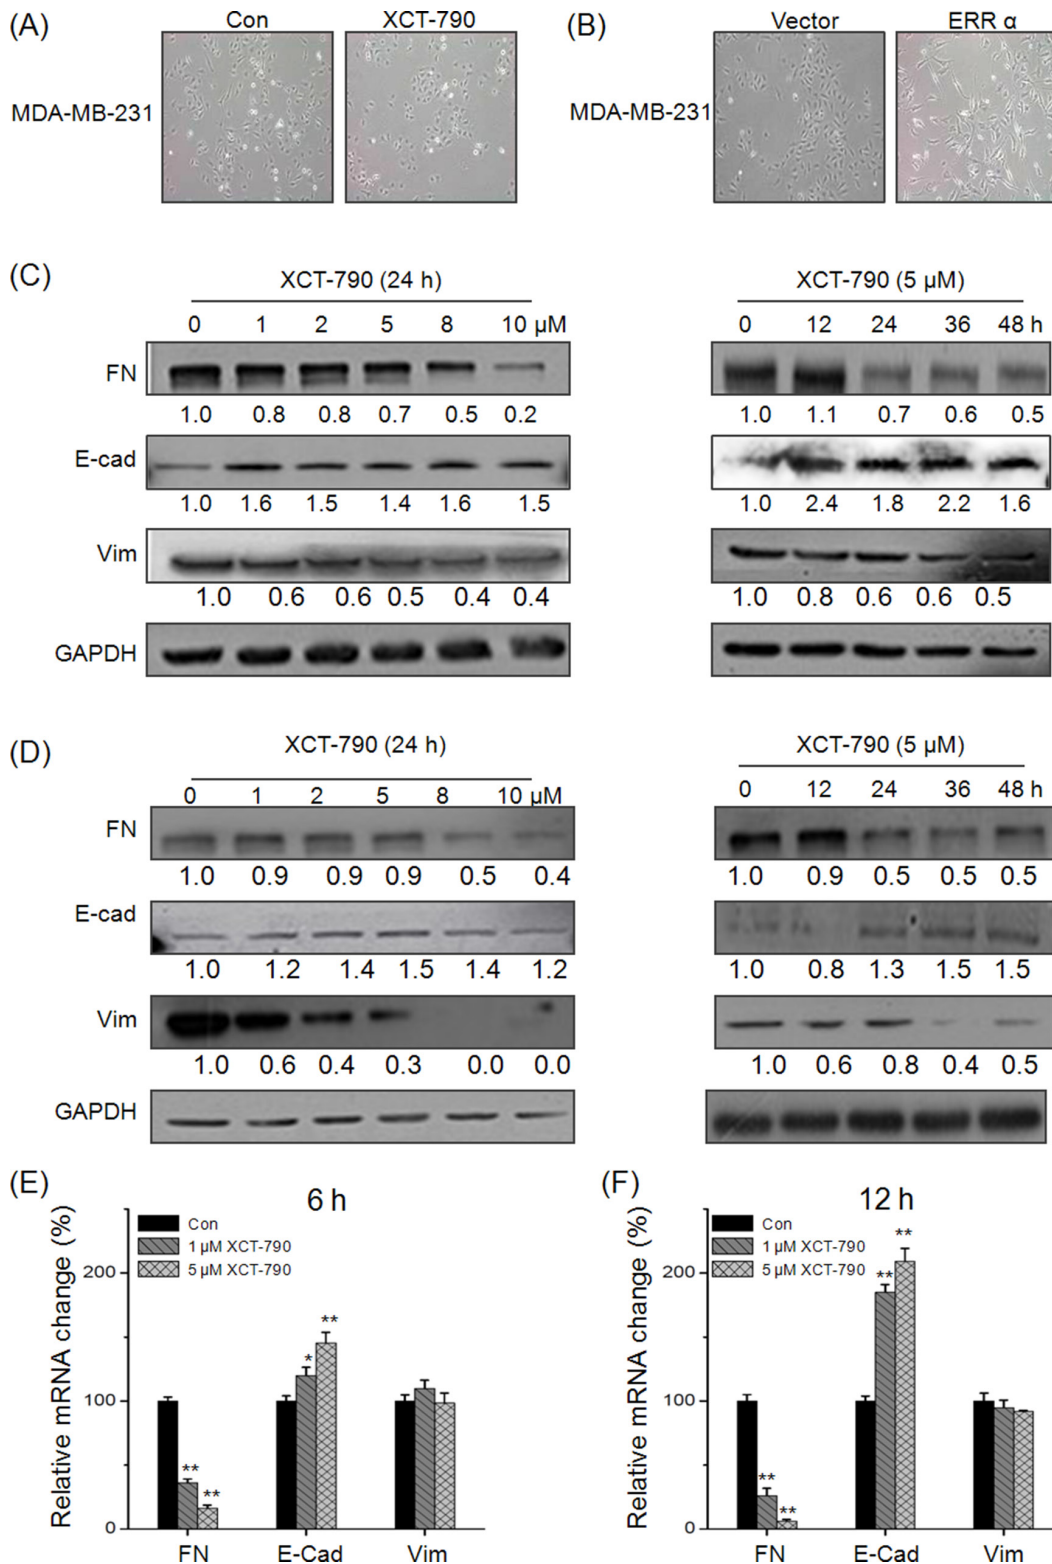 (A)
Con
XCT-790
MDA-MB-231
(B)
Vector
ERR α
MDA-MB-231
(C)
XCT-790 (24 h)
0 1 2 5 8 10 µM
FN
1.0 0.8 0.8 0.7 0.5 0.2
E-cad
1.0 1.6 1.5 1.4 1.6 1.5
Vim
1.0 0.6 0.6 0.5 0.4 0.4
GAPDH
XCT-790 (5 µM)
0 12 24 36 48 h
1.0 1.1 0.7 0.6 0.5
1.0 2.4 1.8 2.2 1.6
1.0 0.8 0.6 0.6 0.5
(D)
XCT-790 (24 h)
0 1 2 5 8 10 µM
FN
1.0 0.9 0.9 0.9 0.5 0.4
E-cad
1.0 1.2 1.4 1.5 1.4 1.2
Vim
1.0 0.6 0.4 0.3 0.0 0.0
GAPDH
XCT-790 (5 µM)
0 12 24 36 48 h
1.0 0.9 0.5 0.5 0.5
1.0 0.8 1.3 1.5 1.5
1.0 0.6 0.8 0.4 0.5
(E)
6 h
Relative mRNA change (%)
200
100
0
Con
1 µM XCT-790
5 µM XCT-790
** ** * **
FN E-Cad Vim
(F)
12 h
Relative mRNA change (%)
200
100
0
Con
1 µM XCT-790
5 µM XCT-790
** ** ** **
FN E-Cad Vim